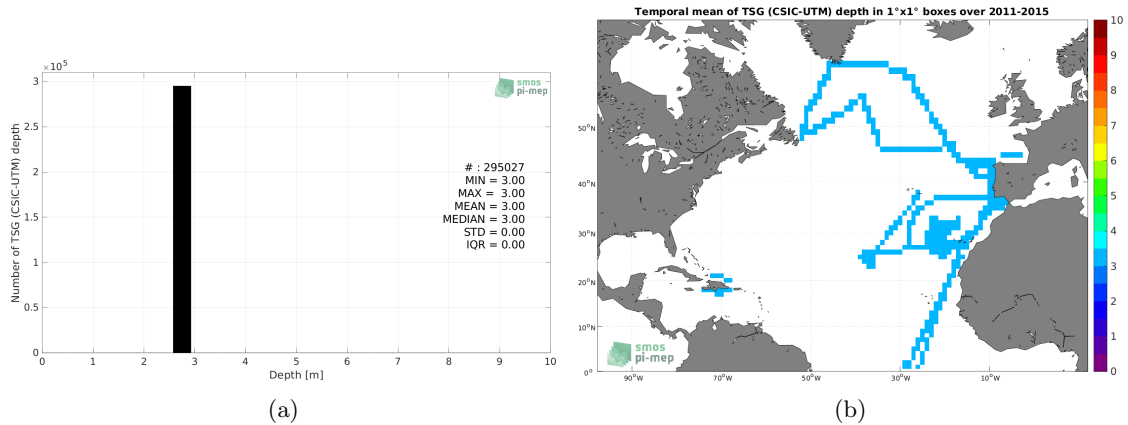 ×10⁵
3
2.5
2
1.5
1
0.5
0
Number of TSG (CSIC-UTM) depth
smos
pi-mep
# : 295027
MIN = 3.00
MAX = 3.00
MEAN = 3.00
MEDIAN = 3.00
STD = 0.00
IQR = 0.00
0 1 2 3 4 5 6 7 8 9 10
Depth [m]
(a)
Temporal mean of TSG (CSIC-UTM) depth in 1°x1° boxes over 2011-2015
50°N
40°N
30°N
20°N
10°N
0°
90°W 70°W 50°W 30°W 10°W
smos
pi-mep
10
9
8
7
6
5
4
3
2
1
0
(b)